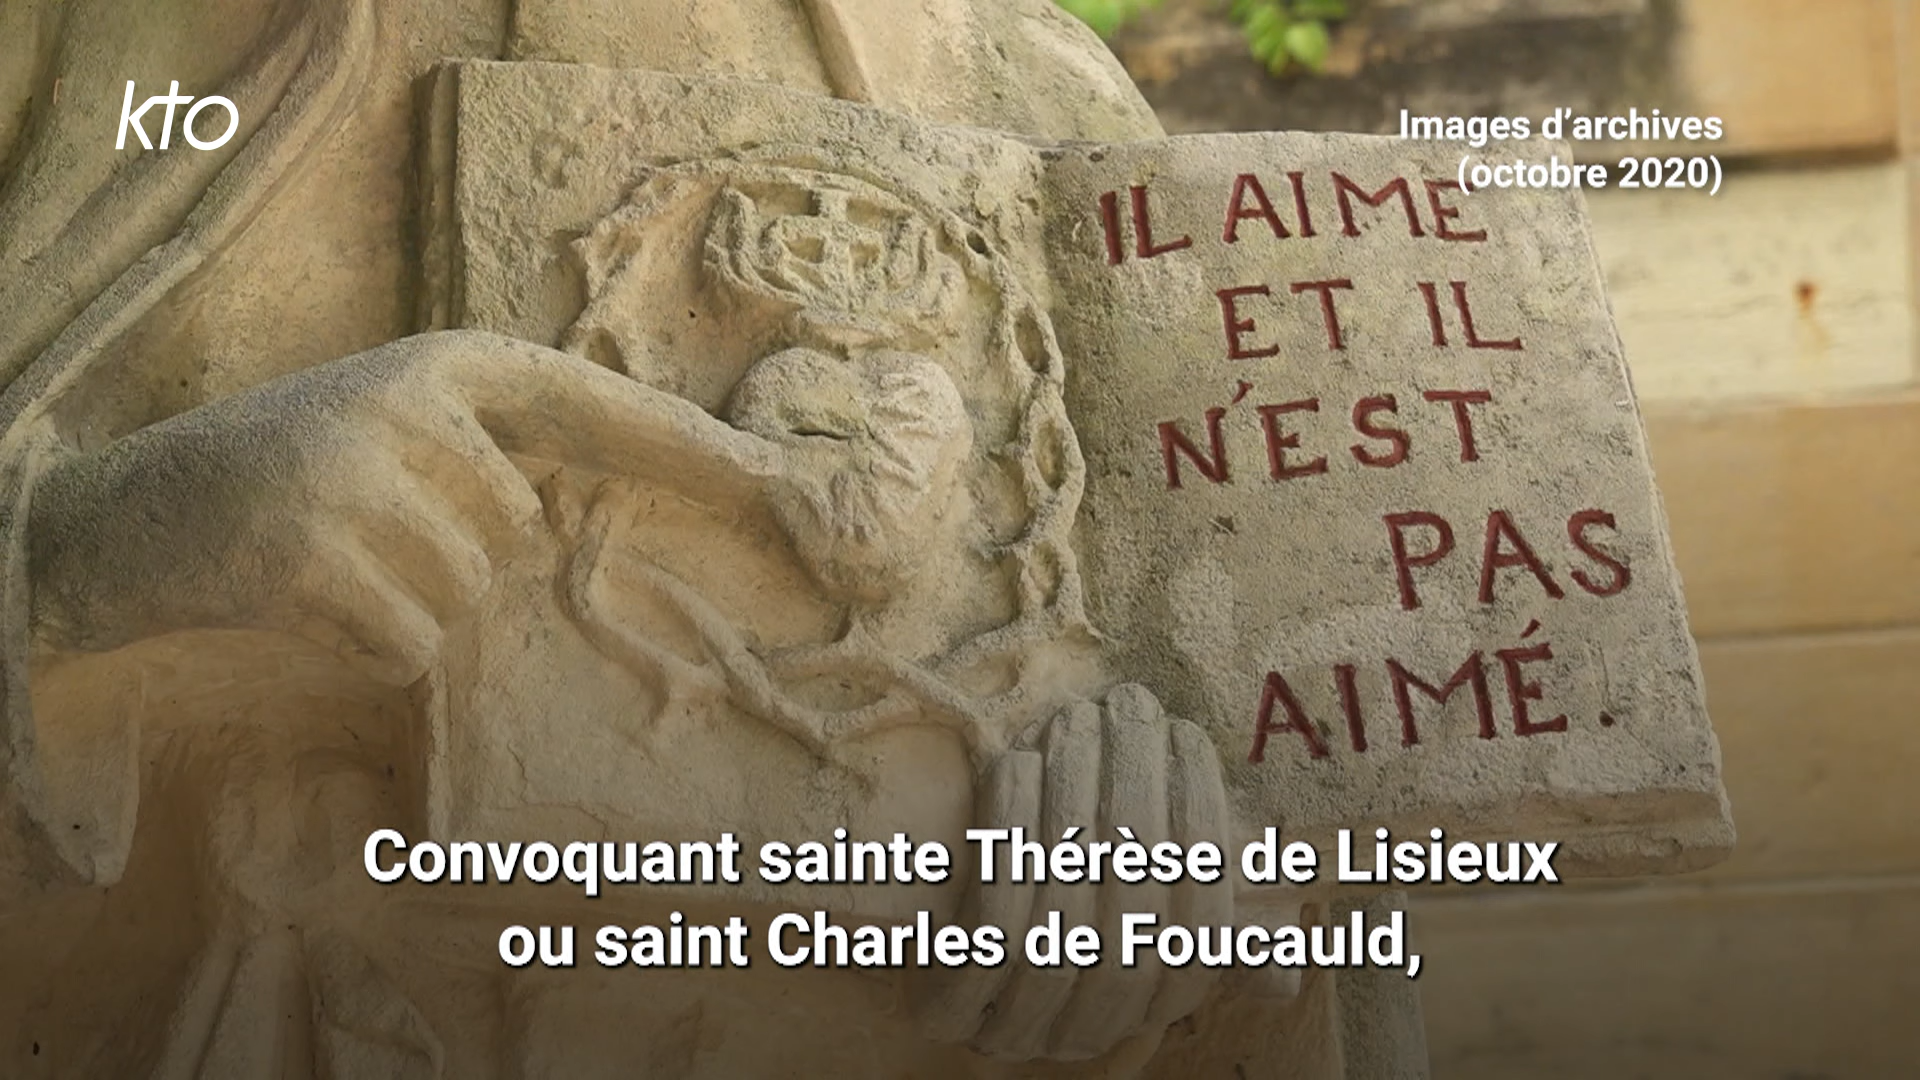 kto
Images d’archives
(octobre 2020)
IL AIME
ET IL
N'EST
PAS
AIMÉ.
Convoquant sainte Thérèse de Lisieux
ou saint Charles de Foucauld,